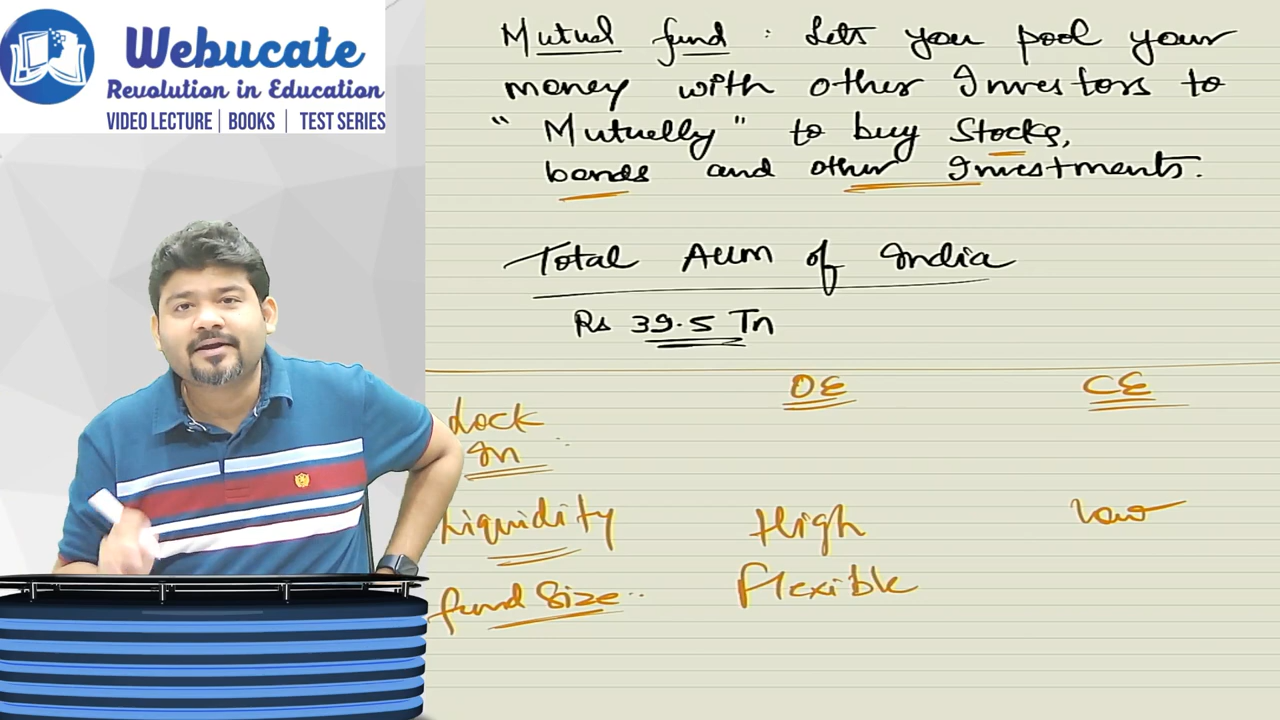 Webucate
Revolution in Education
VIDEO LECTURE | BOOKS | TEST SERIES
Mutual fund : Lets you pool your
money with other Investors to
"Mutually" to buy Stocks,
bonds and other Investments.
Total AUM of India
Rs 39.5 Tn
OE CE
Lock
In
Liquidity High Low
fund Size Flexible